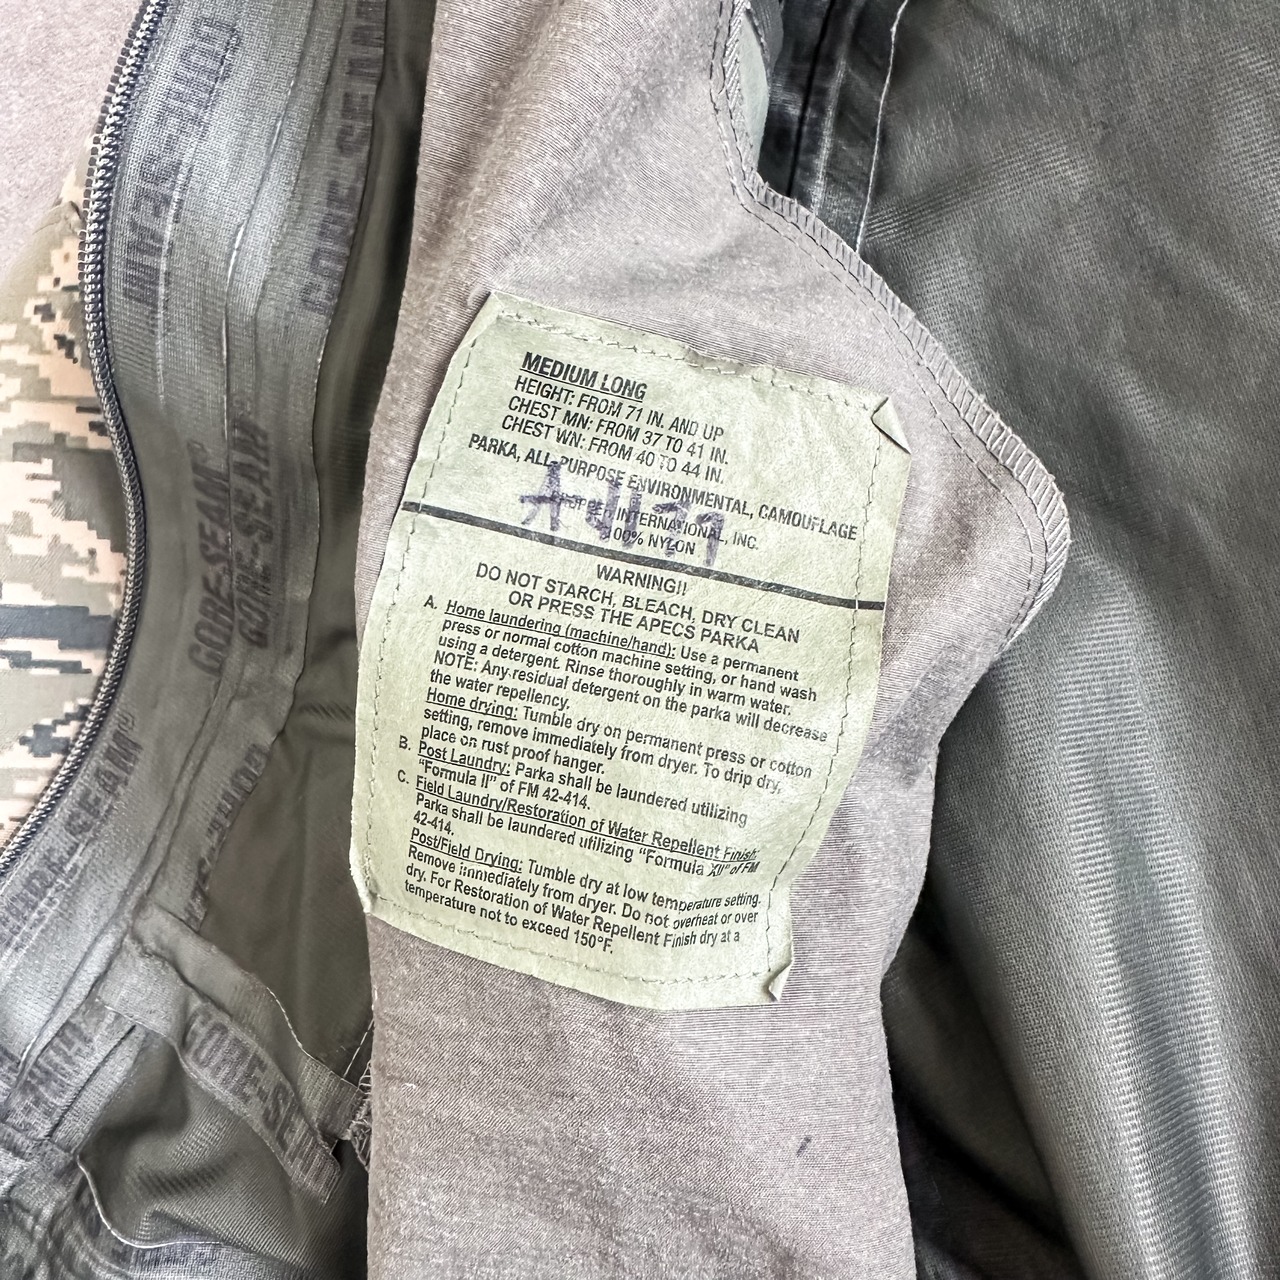 MEDIUM LONG
HEIGHT: FROM 71 IN. AND UP
CHEST MN: FROM 37 TO 41 IN.
CHEST WN: FROM 40 TO 44 IN.
PARKA, ALL-PURPOSE ENVIRONMENTAL, CAMOUFLAGE
INTERNATIONAL, INC.
100% NYLON
WARNING!!
DO NOT STARCH, BLEACH, DRY CLEAN
OR PRESS THE APECS PARKA
A. Home laundering (machine/hand): Use a permanent
press or normal cotton machine setting, or hand wash
using a detergent. Rinse thoroughly in warm water.
NOTE: Any residual detergent on the parka will decrease
the water repellency.
Home drying: Tumble dry on permanent press or cotton
setting, remove immediately from dryer. To drip dry,
place on rust proof hanger.
B. Post Laundry: Parka shall be laundered utilizing
"Formula II" of FM 42-414.
C. Field Laundry/Restoration of Water Repellent Finish:
Parka shall be laundered utilizing "Formula XII" of FM
42-414.
Post/Field Drying: Tumble dry at low temperature setting.
Remove immediately from dryer. Do not overheat or over
dry. For Restoration of Water Repellent Finish dry at a
temperature not to exceed 150°F.
GORE-SEAM
GORE-SEAM
GORE-SEAM
GORE-SEAM